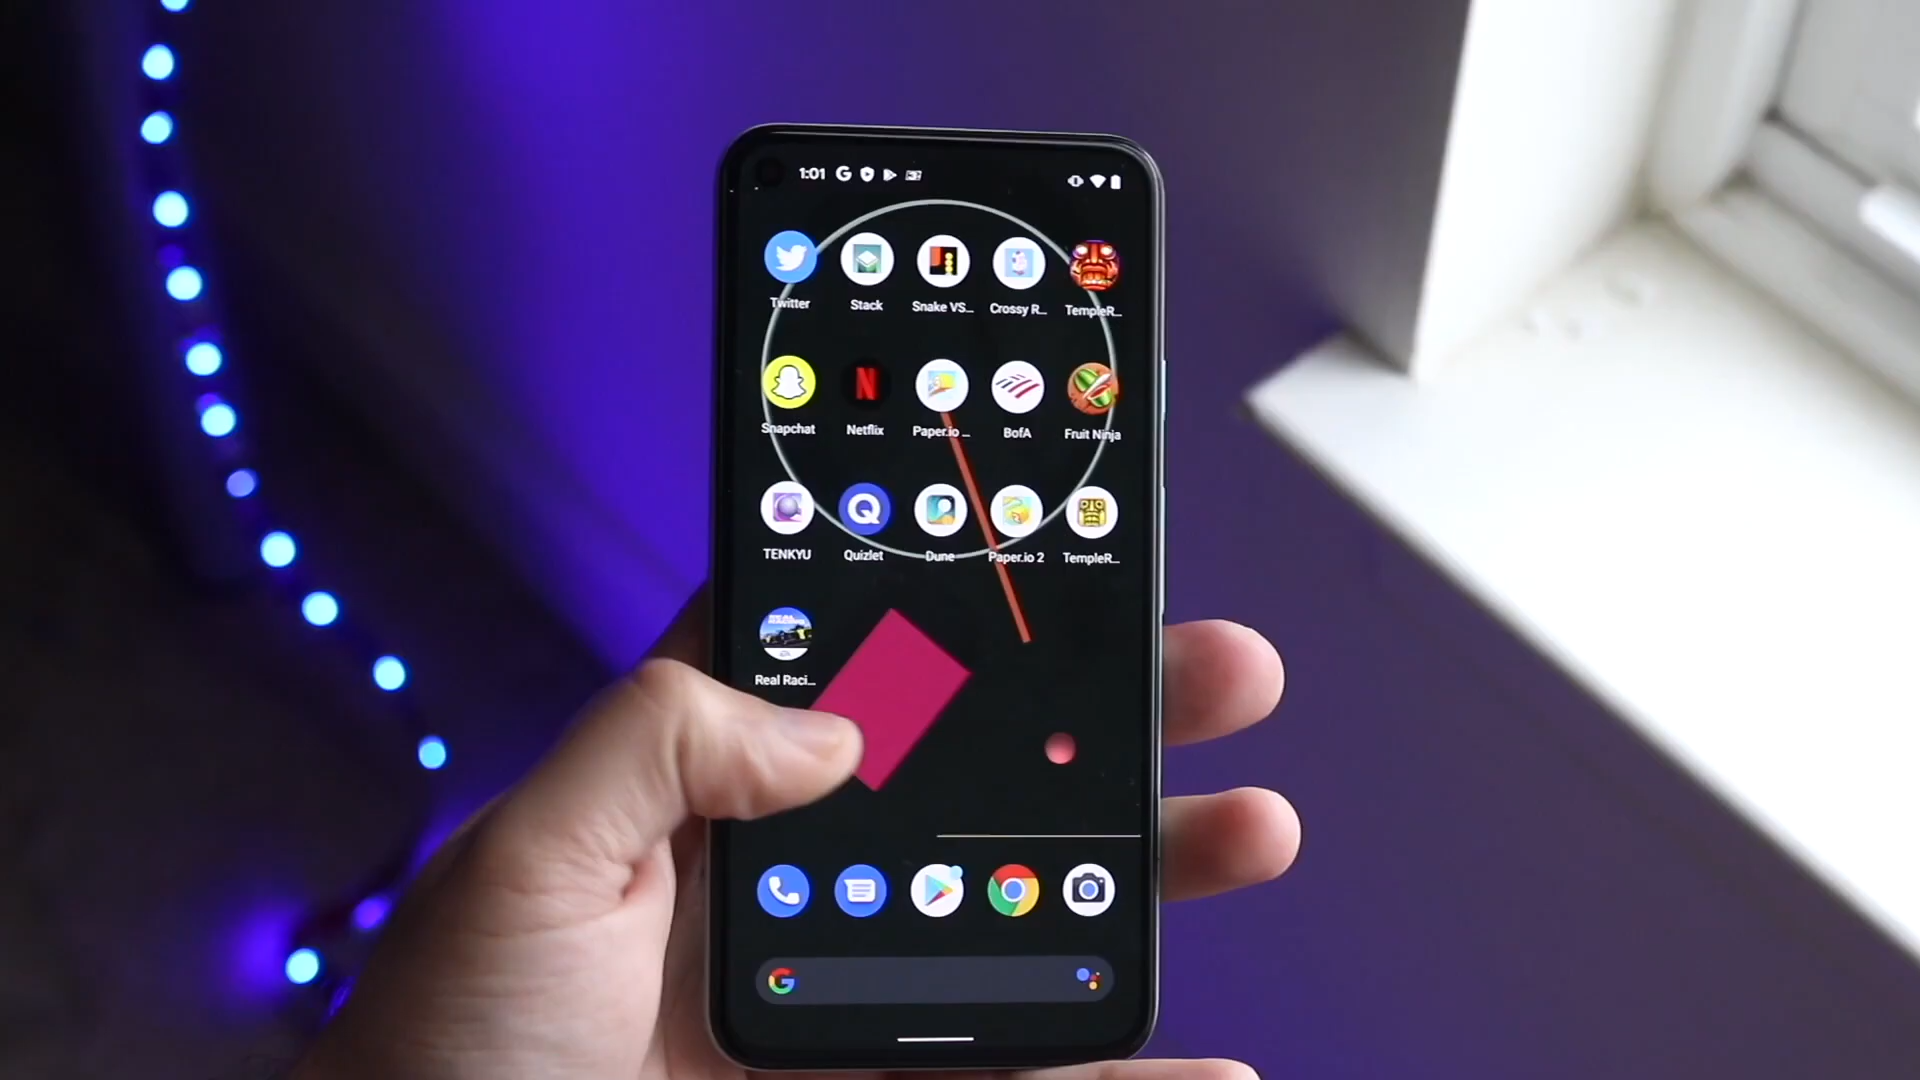 1:01
Twitter Stack Snake VS... Crossy R... TempleR...
Snapchat Netflix Paper.io ... BofA Fruit Ninja
TENKYU Quizlet Dune Paper.io 2 TempleR...
Real Raci...